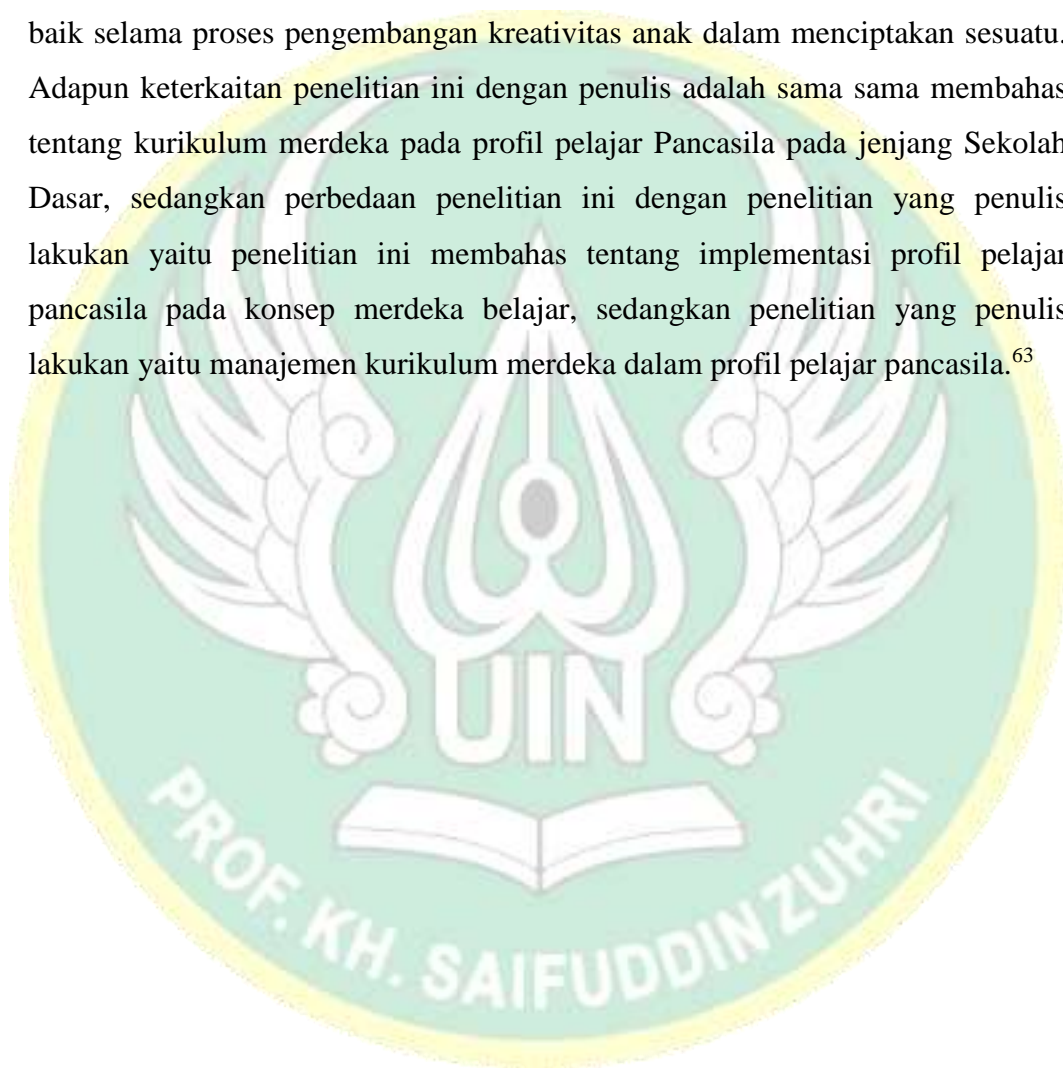 baik selama proses pengembangan kreativitas anak dalam menciptakan sesuatu.
Adapun keterkaitan penelitian ini dengan penulis adalah sama sama membahas
tentang kurikulum merdeka pada profil pelajar Pancasila pada jenjang Sekolah
Dasar, sedangkan perbedaan penelitian ini dengan penelitian yang penulis
lakukan yaitu penelitian ini membahas tentang implementasi profil pelajar
pancasila pada konsep merdeka belajar, sedangkan penelitian yang penulis
lakukan yaitu manajemen kurikulum merdeka dalam profil pelajar pancasila.⁶³
UIN
PROF. KH. SAIFUDDIN ZUHRI